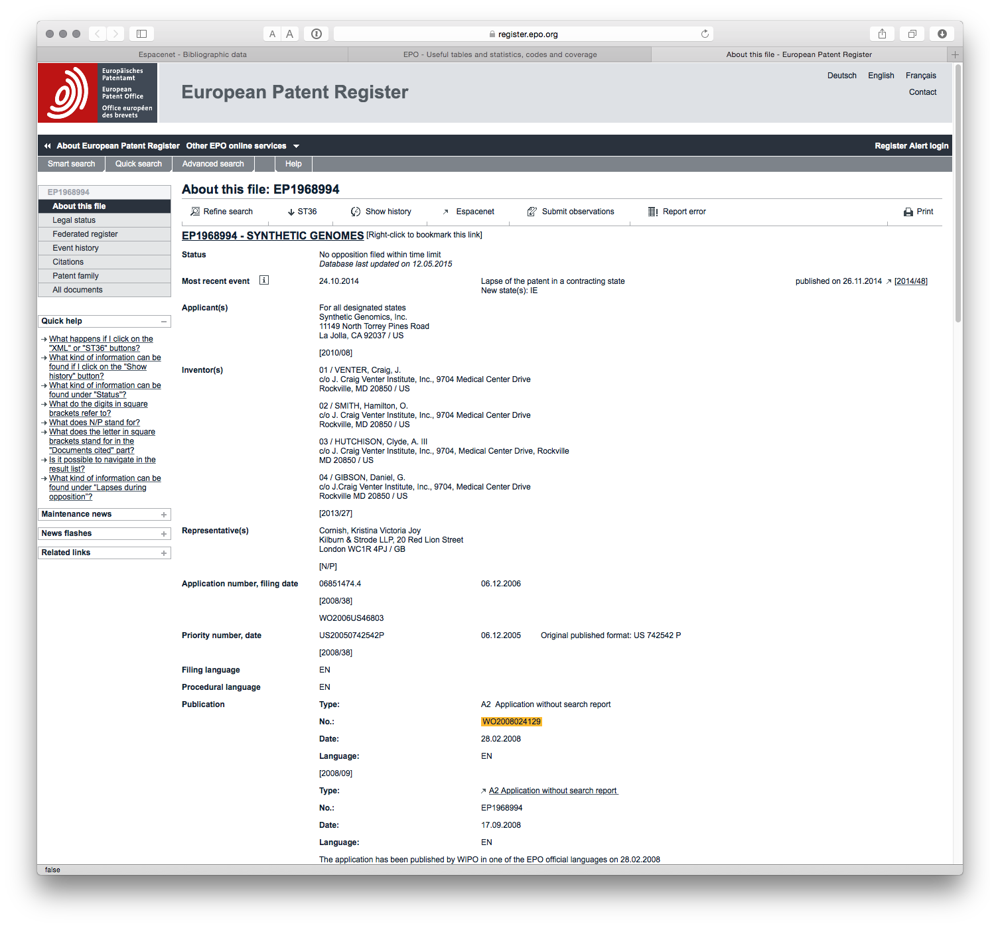 A A
register.epo.org
Espacenet - Bibliographic data
EPO - Useful tables and statistics, codes and coverage
About this file - European Patent Register
Europäisches
Patentamt
European
Patent Office
Office européen
des brevets
European Patent Register
Deutsch English Français
Contact
About European Patent Register Other EPO online services
Register Alert login
Smart search Quick search Advanced search Help
EP1968994
About this file
Legal status
Federated register
Event history
Citations
Patent family
All documents
Quick help
What happens if I click on the
"XML" or "ST36" buttons?
What kind of information can be
found if I click on the "Show
history" button?
What kind of information can be
found under "Status"?
What do the digits in square
brackets refer to?
What does N/P stand for?
What does the letter in square
brackets stand for in the
"Documents cited" part?
Is it possible to navigate in the
result list?
What kind of information can be
found under “Lapses during
opposition”?
Maintenance news
News flashes
Related links
About this file: EP1968994
Refine search ST36 Show history Espacenet Submit observations Report error Print
EP1968994 - SYNTHETIC GENOMES [Right-click to bookmark this link]
Status No opposition filed within time limit
Database last updated on 12.05.2015
Most recent event i 24.10.2014 Lapse of the patent in a contracting state published on 26.11.2014 [2014/48]
New state(s): IE
Applicant(s) For all designated states
Synthetic Genomics, Inc.
11149 North Torrey Pines Road
La Jolla, CA 92037 / US
[2010/08]
Inventor(s) 01 / VENTER, Craig, J.
c/o J. Craig Venter Institute, Inc., 9704 Medical Center Drive
Rockville, MD 20850 / US
02 / SMITH, Hamilton, O.
c/o J. Craig Venter Institute, Inc., 9704 Medical Center Drive
Rockville, MD 20850 / US
03 / HUTCHISON, Clyde, A. III
c/o J. Craig Venter Institute, Inc., 9704, Medical Center Drive, Rockville
MD 20850 / US
04 / GIBSON, Daniel, G.
c/o J.Craig Venter Institute, Inc., 9704, Medical Center Drive
Rockville MD 20850 / US
[2013/27]
Representative(s) Cornish, Kristina Victoria Joy
Kilburn & Strode LLP, 20 Red Lion Street
London WC1R 4PJ / GB
[N/P]
Application number, filing date 06851474.4 06.12.2006
[2008/38]
WO2006US46803
Priority number, date US20050742542P 06.12.2005 Original published format: US 742542 P
[2008/38]
Filing language EN
Procedural language EN
Publication Type: A2 Application without search report
No.: WO2008024129
Date: 28.02.2008
Language: EN
[2008/09]
Type: A2 Application without search report
No.: EP1968994
Date: 17.09.2008
Language: EN
The application has been published by WIPO in one of the EPO official languages on 28.02.2008
false